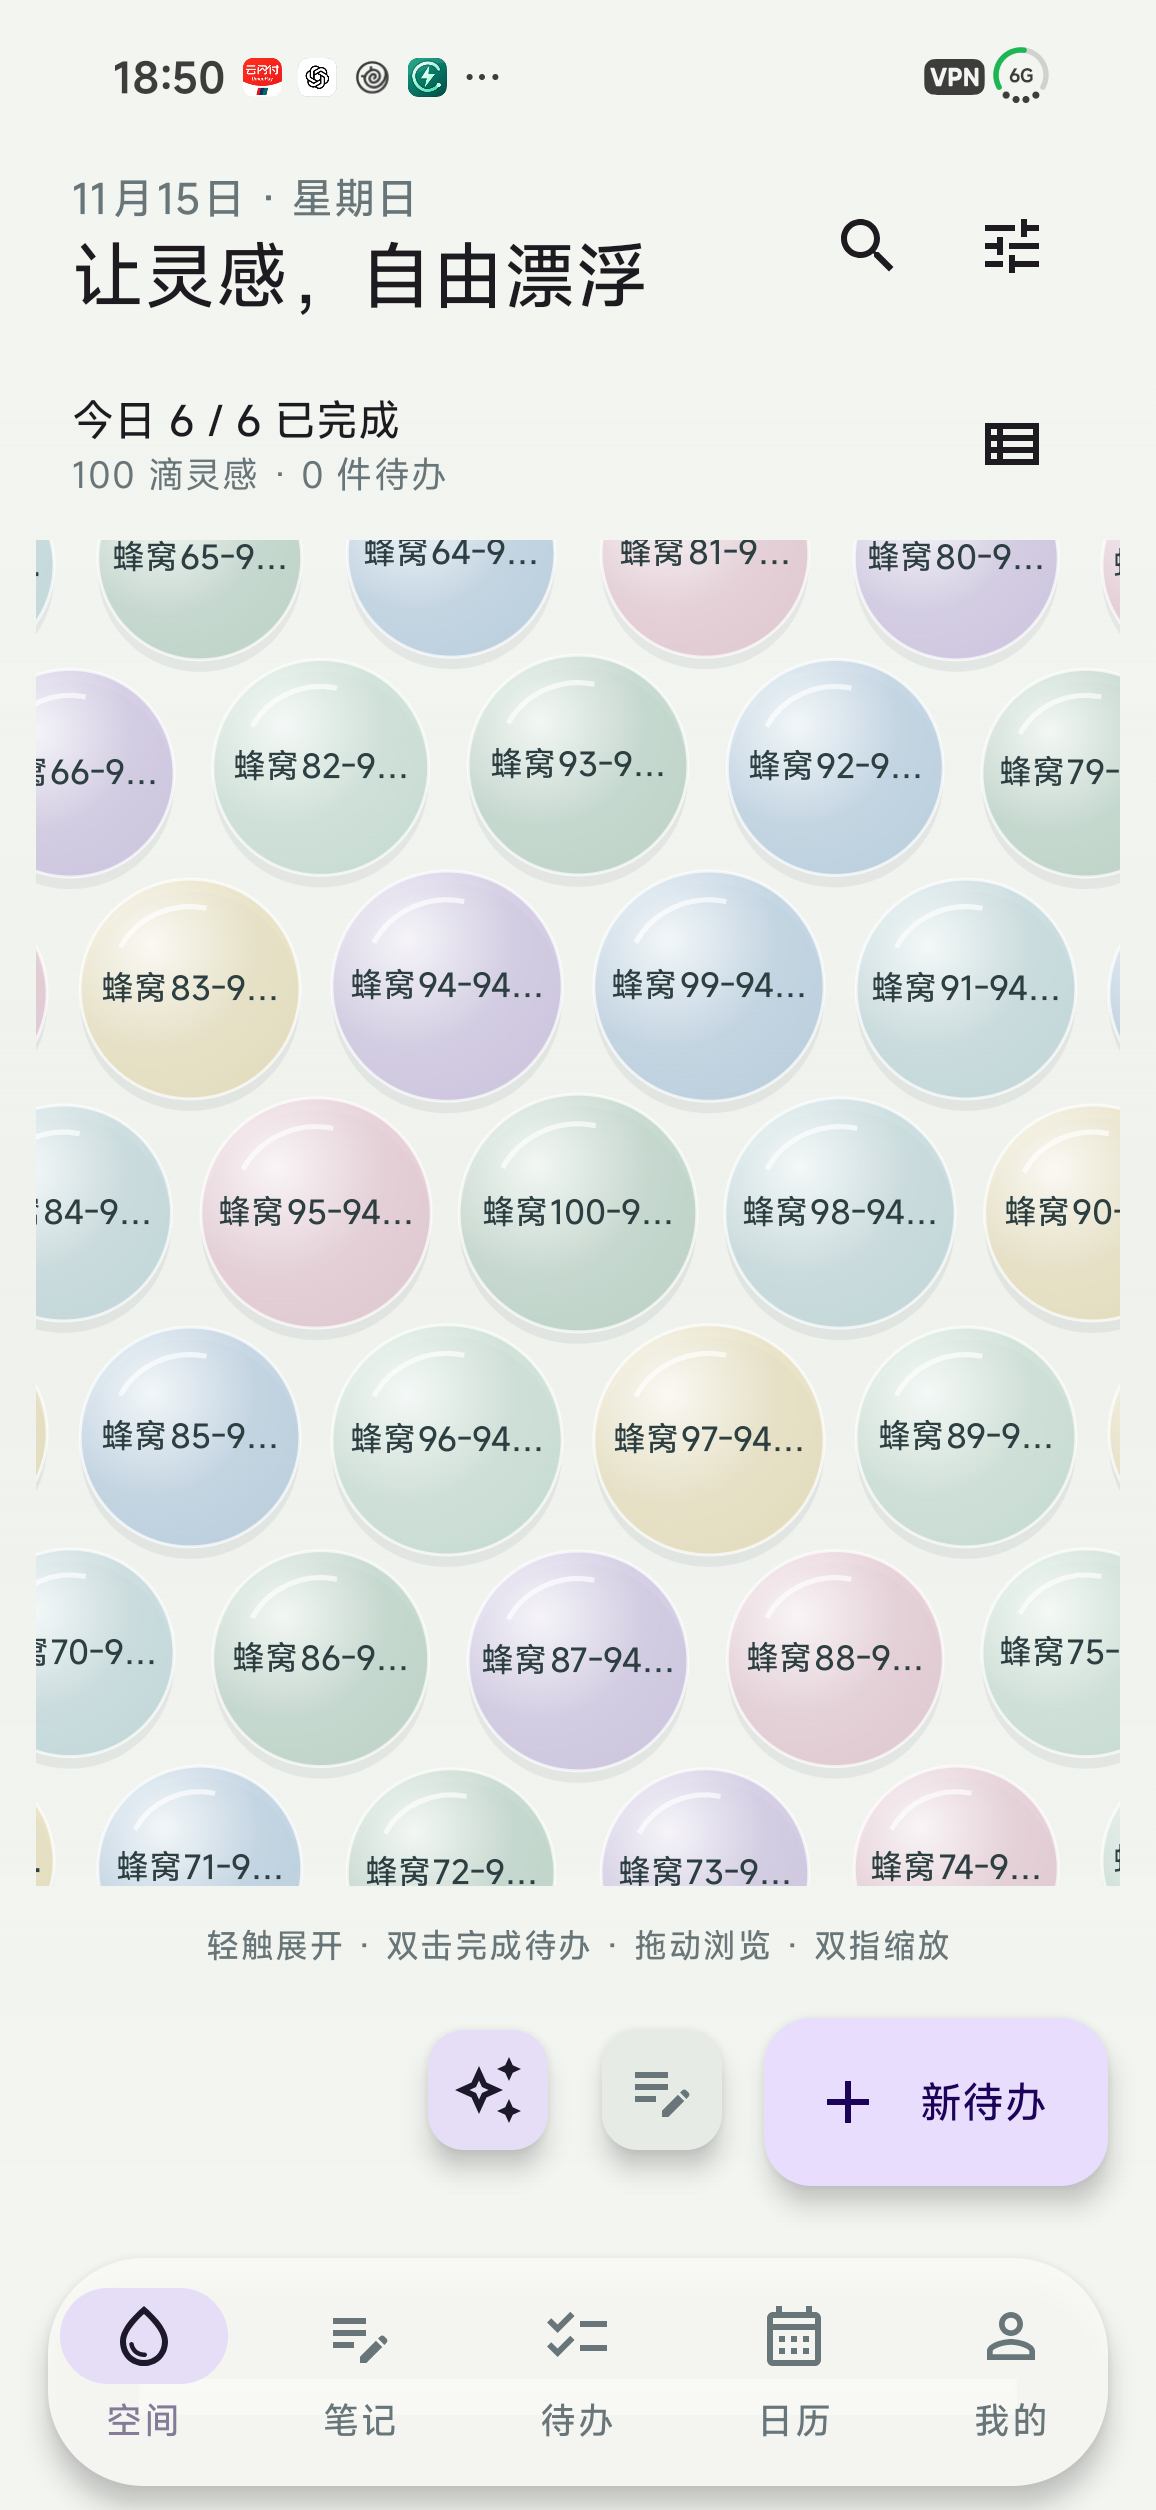 18:50 云闪付 UnionPay ... VPN 6G
11月15日 · 星期日
让灵感，自由漂浮
今日 6 / 6 已完成
100 滴灵感 · 0 件待办
蜂窝65-9... 蜂窝64-9... 蜂窝81-9... 蜂窝80-9...
窝66-9... 蜂窝82-9... 蜂窝93-9... 蜂窝92-9... 蜂窝79-
蜂窝83-9... 蜂窝94-94... 蜂窝99-94... 蜂窝91-94...
84-9... 蜂窝95-94... 蜂窝100-9... 蜂窝98-94... 蜂窝90-
蜂窝85-9... 蜂窝96-94... 蜂窝97-94... 蜂窝89-9...
窝70-9... 蜂窝86-9... 蜂窝87-94... 蜂窝88-9... 蜂窝75-
蜂窝71-9... 蜂窝72-9... 蜂窝73-9... 蜂窝74-9...
轻触展开 · 双击完成待办 · 拖动浏览 · 双指缩放
新待办
空间 笔记 待办 日历 我的